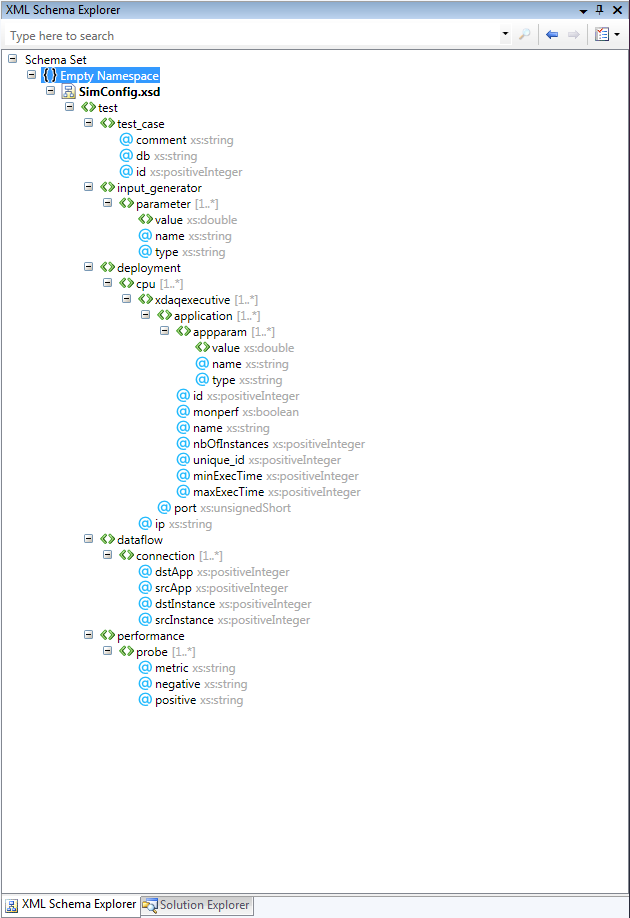 XML Schema Explorer
Type here to search
Schema Set
{} Empty Namespace
SimConfig.xsd
<>test
<>test_case
@ comment xs:string
@ db xs:string
@ id xs:positiveInteger
<>input_generator
<>parameter [1..*]
<>value xs:double
@ name xs:string
@ type xs:string
<>deployment
<>cpu [1..*]
<>xdaqexecutive [1..*]
<>application [1..*]
<>appparam [1..*]
<>value xs:double
@ name xs:string
@ type xs:string
@ id xs:positiveInteger
@ monperf xs:boolean
@ name xs:string
@ nbOfInstances xs:positiveInteger
@ unique_id xs:positiveInteger
@ minExecTime xs:positiveInteger
@ maxExecTime xs:positiveInteger
@ port xs:unsignedShort
@ ip xs:string
<>dataflow
<>connection [1..*]
@ dstApp xs:positiveInteger
@ srcApp xs:positiveInteger
@ dstInstance xs:positiveInteger
@ srcInstance xs:positiveInteger
<>performance
<>probe [1..*]
@ metric xs:string
@ negative xs:string
@ positive xs:string
XML Schema Explorer Solution Explorer